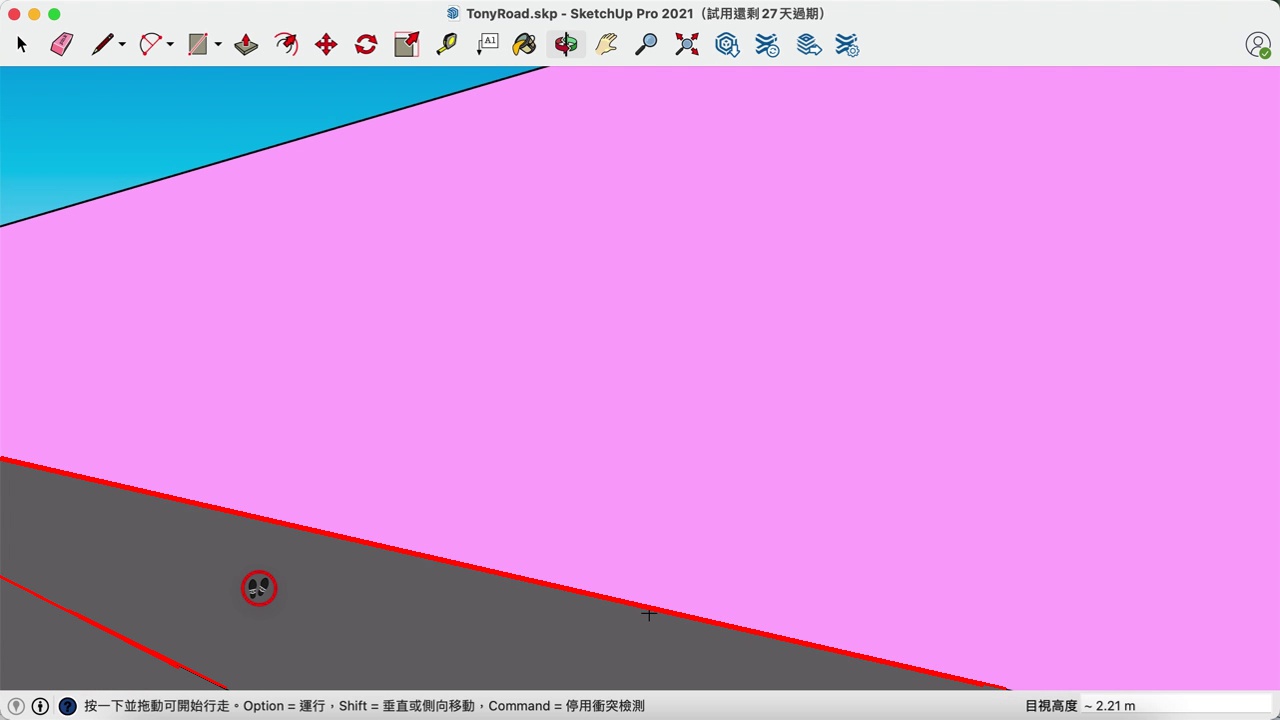 TonyRoad.skp - SketchUp Pro 2021（試用還剩 27 天過期）
A1
按一下並拖動可開始行走。Option = 運行，Shift = 垂直或側向移動，Command = 停用衝突檢測
目視高度 ~ 2.21 m